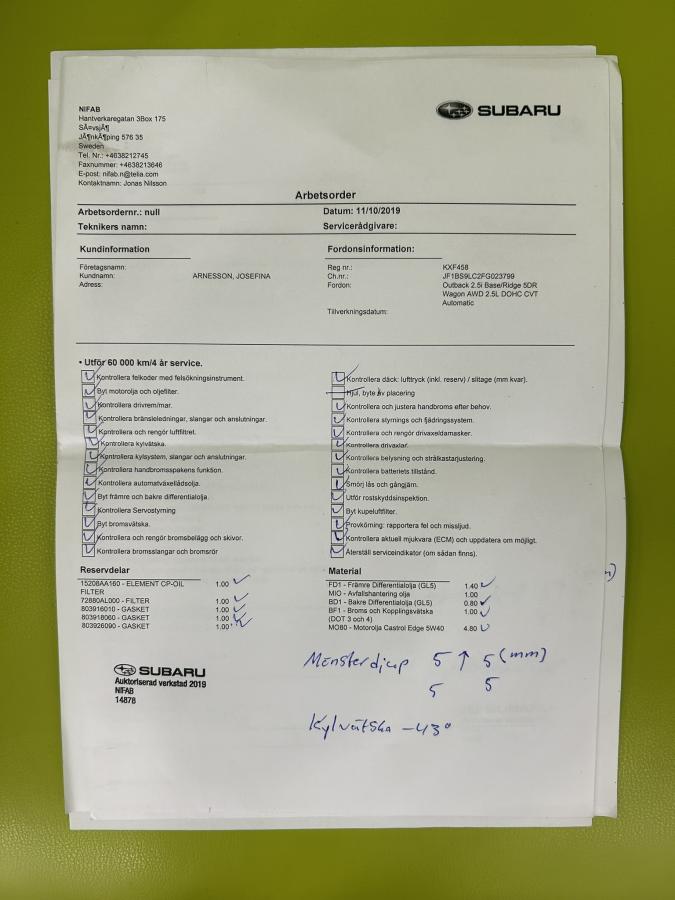 NIFAB
Hantverkaregatan 3Box 175
SÃ¤vsjÃ¶
JÃ¶nkÃ¶ping 576 35
Sweden
Tel. Nr.: +4638212745
Faxnummer: +4638213646
E-post: nifab.n@telia.com
Kontaktnamn: Jonas Nilsson
SUBARU
Arbetsorder
Arbetsordernr.: null
Datum: 11/10/2019
Teknikers namn:
Servicerådgivare:
Kundinformation
Företagsnamn:
Kundnamn: ARNESSON, JOSEFINA
Adress:
Fordonsinformation:
Reg nr.: KXF458
Ch.nr.: JF1BS9LC2FG023799
Fordon: Outback 2.5i Base/Ridge 5DR
Wagon AWD 2.5L DOHC CVT
Automatic
Tillverkningsdatum:
• Utför 60 000 km/4 år service.
Kontrollera felkoder med felsökningsinstrument.
Byt motorolja och oljefilter.
Kontrollera drivrem/mar.
Kontrollera bränsleledningar, slangar och anslutningar.
Kontrollera och rengör luftfiltret.
Kontrollera kylvätska.
Kontrollera kylsystem, slangar och anslutningar.
Kontrollera handbromsspakens funktion.
Kontrollera automatväxellådsolja.
Byt främre och bakre differentialolja.
Kontrollera Servostyrning
Byt bromsvätska.
Kontrollera och rengör bromsbelägg och skivor.
Kontrollera bromsslangar och bromsrör
Kontrollera däck: lufttryck (inkl. reserv) / slitage (mm kvar).
Hjul, byte av placering
Kontrollera och justera handbroms efter behov.
Kontrollera styrnings och fjädringssystem.
Kontrollera och rengör drivaxeldamasker.
Kontrollera drivaxlar.
Kontrollera belysning och strålkastarjustering.
Kontrollera batteriets tillstånd.
Smörj lås och gångjärn.
Utför rostskyddsinspektion.
Byt kupeluftfilter.
Provkörning: rapportera fel och missljud.
Kontrollera aktuell mjukvara (ECM) och uppdatera om möjligt.
Återställ serviceindikator (om sådan finns).
Reservdelar
15208AA160 - ELEMENT CP-OIL 1.00
FILTER
72880AL000 - FILTER 1.00
803916010 - GASKET 1.00
803918060 - GASKET 1.00
803926090 - GASKET 1.00
Material
FD1 - Främre Differentialolja (GL5) 1.40
MIO - Avfallshantering olja 1.00
BD1 - Bakre Differentialolja (GL5) 0.80
BF1 - Broms och Kopplingsvätska 1.00
(DOT 3 och 4)
MO80 - Motorolja Castrol Edge 5W40 4.80
SUBARU
Auktoriserad verkstad 2019
NIFAB
14878
Mönsterdjup 5 ↑ 5 (mm)
5 5
Kylvätska -43°